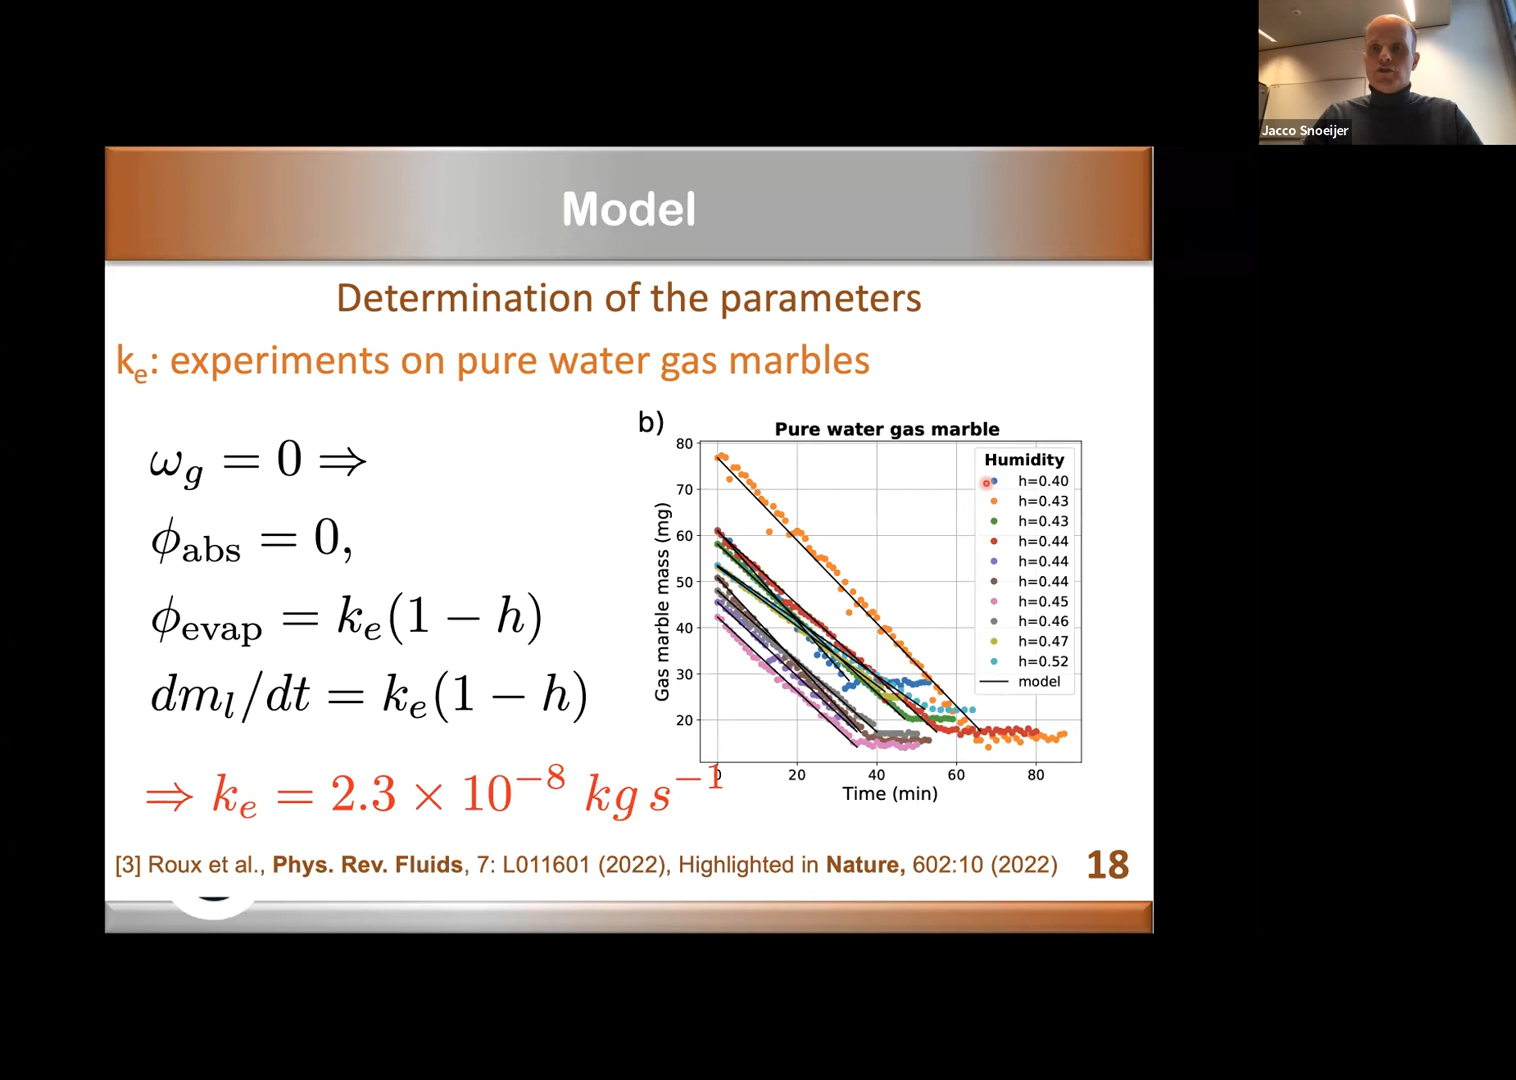 Jacco Snoeijer
Model
Determination of the parameters
kₑ: experiments on pure water gas marbles
ω_g = 0 ⇒
ϕ_abs = 0,
ϕ_evap = kₑ(1 − h)
dm_l/dt = kₑ(1 − h)
⇒ kₑ = 2.3 × 10⁻⁸ kg s⁻¹
b)
Pure water gas marble
Gas marble mass (mg)
80
70
60
50
40
30
20
Humidity
h=0.40
h=0.43
h=0.43
h=0.44
h=0.44
h=0.44
h=0.45
h=0.46
h=0.47
h=0.52
model
0 20 40 60 80
Time (min)
[3] Roux et al., Phys. Rev. Fluids, 7: L011601 (2022), Highlighted in Nature, 602:10 (2022) 18